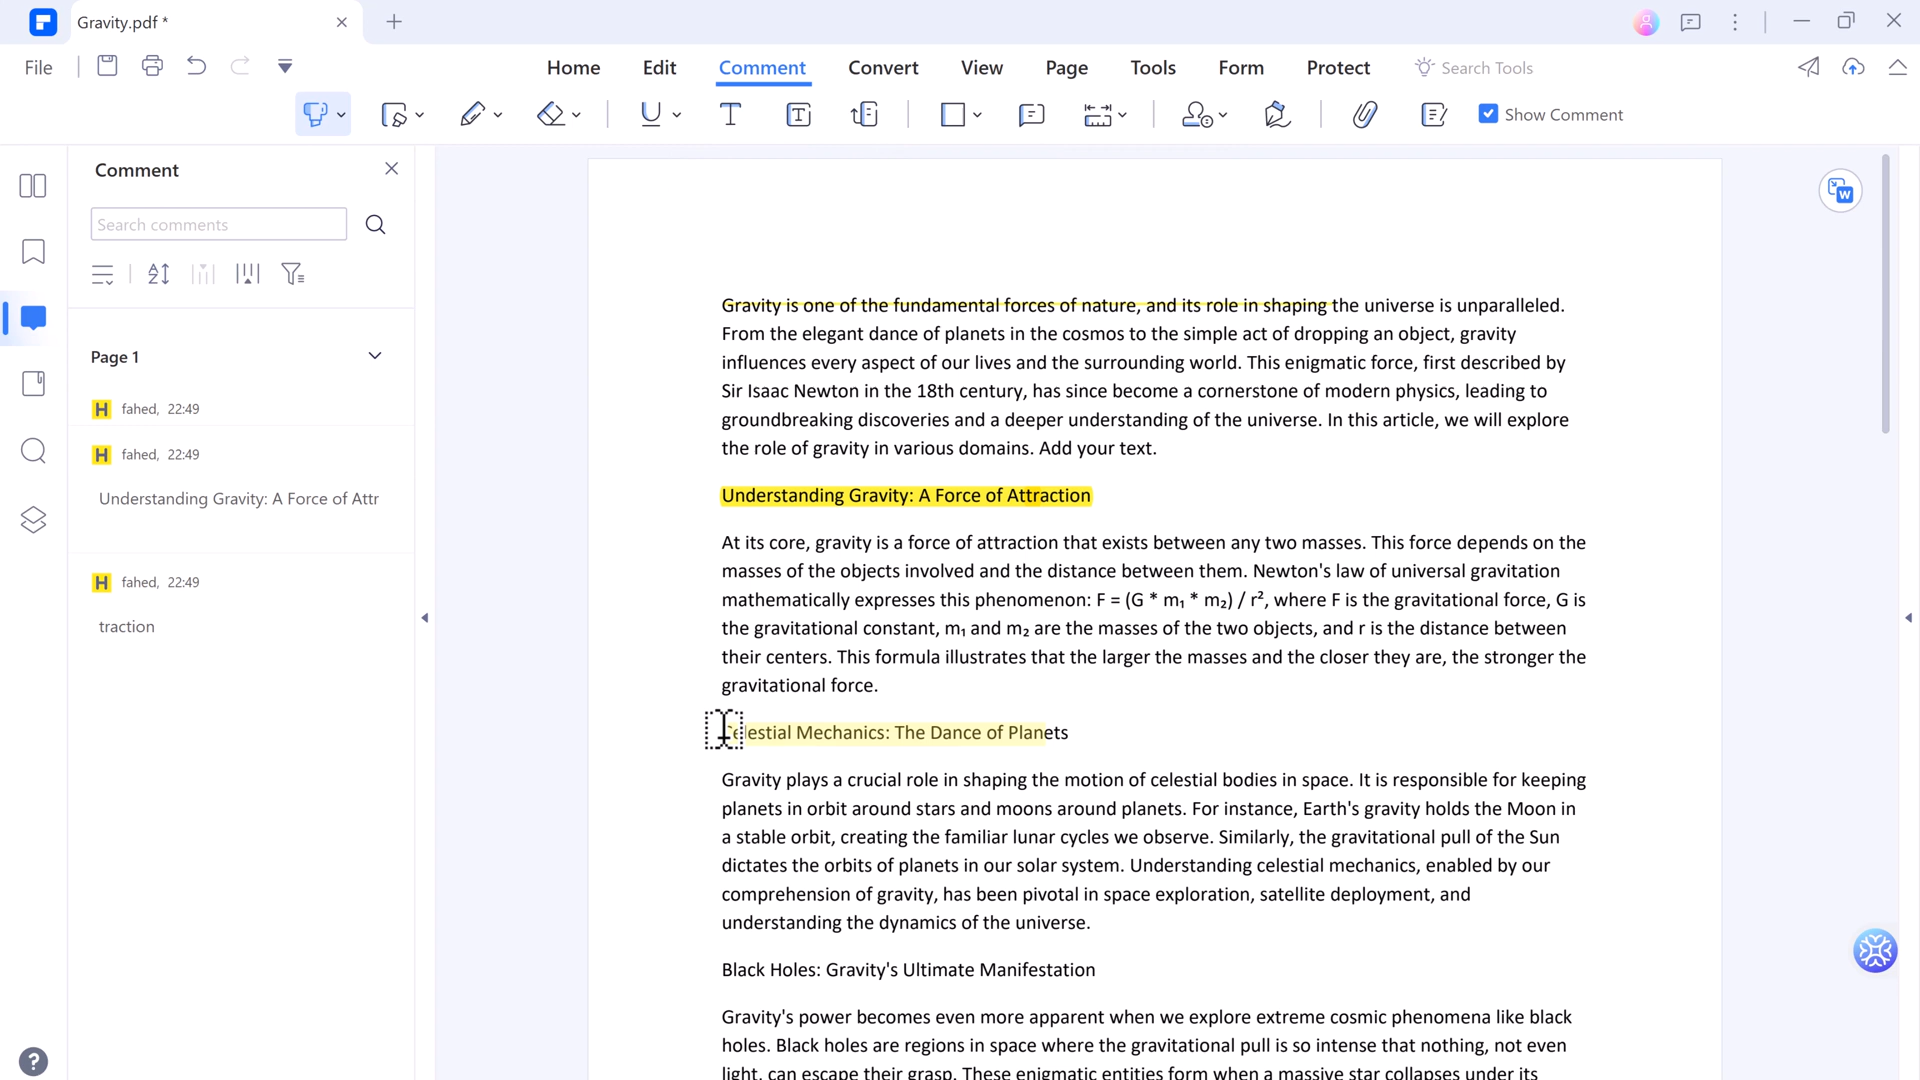 Gravity.pdf *
File
Home Edit Comment Convert View Page Tools Form Protect Search Tools
Show Comment
Comment
Search comments
Page 1
H fahed, 22:49
H fahed, 22:49
Understanding Gravity: A Force of Attr
H fahed, 22:49
traction
Gravity is one of the fundamental forces of nature, and its role in shaping the universe is unparalleled.
From the elegant dance of planets in the cosmos to the simple act of dropping an object, gravity
influences every aspect of our lives and the surrounding world. This enigmatic force, first described by
Sir Isaac Newton in the 18th century, has since become a cornerstone of modern physics, leading to
groundbreaking discoveries and a deeper understanding of the universe. In this article, we will explore
the role of gravity in various domains. Add your text.
Understanding Gravity: A Force of Attraction
At its core, gravity is a force of attraction that exists between any two masses. This force depends on the
masses of the objects involved and the distance between them. Newton's law of universal gravitation
mathematically expresses this phenomenon: F = (G * m₁ * m₂) / r², where F is the gravitational force, G is
the gravitational constant, m₁ and m₂ are the masses of the two objects, and r is the distance between
their centers. This formula illustrates that the larger the masses and the closer they are, the stronger the
gravitational force.
Celestial Mechanics: The Dance of Planets
Gravity plays a crucial role in shaping the motion of celestial bodies in space. It is responsible for keeping
planets in orbit around stars and moons around planets. For instance, Earth's gravity holds the Moon in
a stable orbit, creating the familiar lunar cycles we observe. Similarly, the gravitational pull of the Sun
dictates the orbits of planets in our solar system. Understanding celestial mechanics, enabled by our
comprehension of gravity, has been pivotal in space exploration, satellite deployment, and
understanding the dynamics of the universe.
Black Holes: Gravity's Ultimate Manifestation
Gravity's power becomes even more apparent when we explore extreme cosmic phenomena like black
holes. Black holes are regions in space where the gravitational pull is so intense that nothing, not even
light, can escape their grasp. These enigmatic entities form when a massive star collapses under its